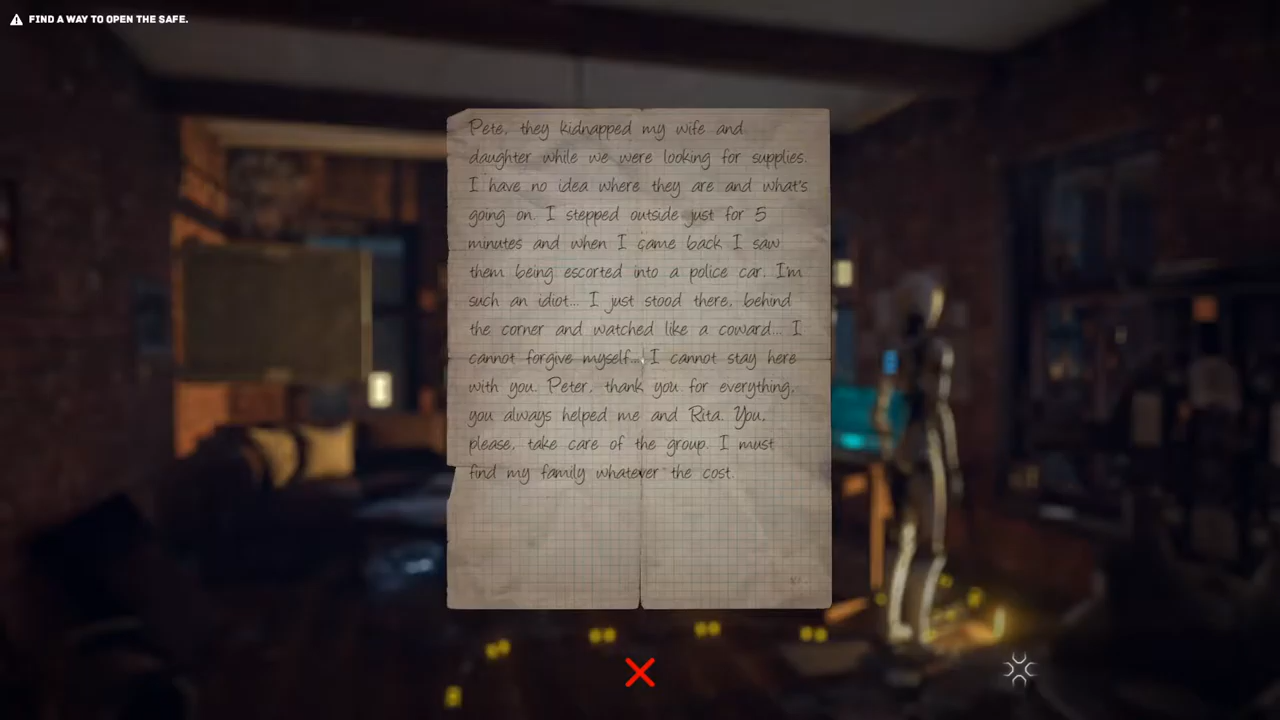 FIND A WAY TO OPEN THE SAFE.
Pete, they kidnapped my wife and
daughter while we were looking for supplies.
I have no idea where they are and what's
going on. I stepped outside just for 5
minutes and when I came back I saw
them being escorted into a police car. I'm
such an idiot... I just stood there, behind
the corner and watched like a coward... I
cannot forgive myself... I cannot stay here
with you. Peter, thank you for everything,
you always helped me and Rita. You,
please, take care of the group. I must
find my family whatever the cost.